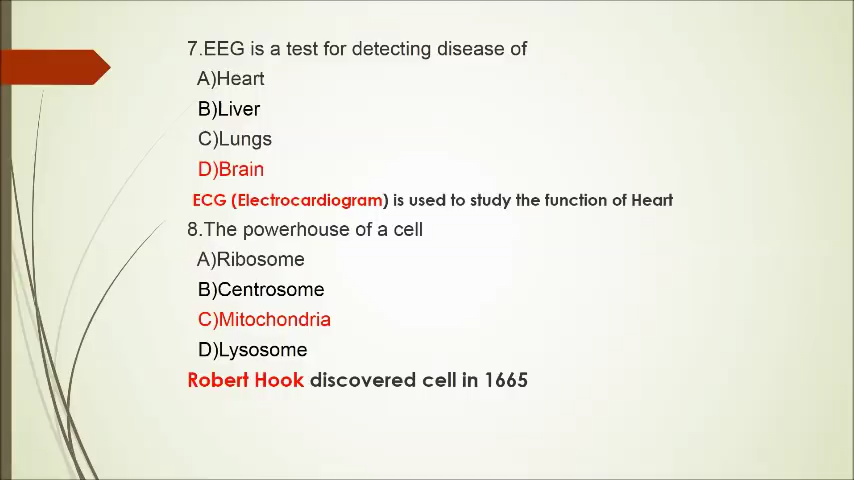 7.EEG is a test for detecting disease of
A)Heart
B)Liver
C)Lungs
D)Brain
ECG (Electrocardiogram) is used to study the function of Heart
8.The powerhouse of a cell
A)Ribosome
B)Centrosome
C)Mitochondria
D)Lysosome
Robert Hook discovered cell in 1665